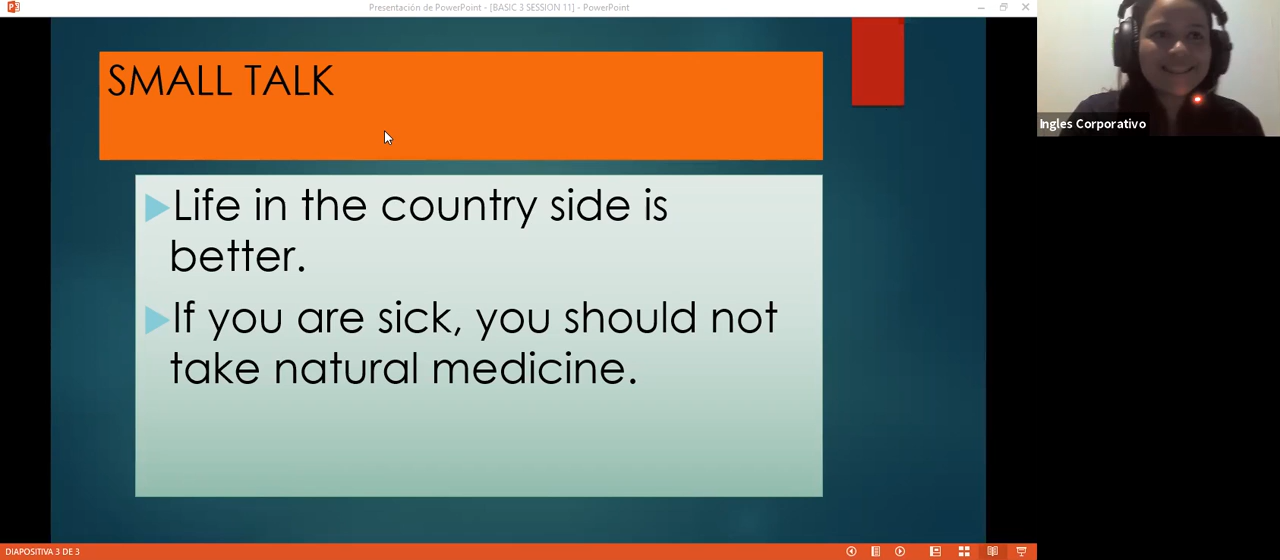 Presentación de PowerPoint - [BASIC 3 SESSION 11] - PowerPoint
SMALL TALK
Ingles Corporativo
Life in the country side is
better.
If you are sick, you should not
take natural medicine.
DIAPOSITIVA 3 DE 3